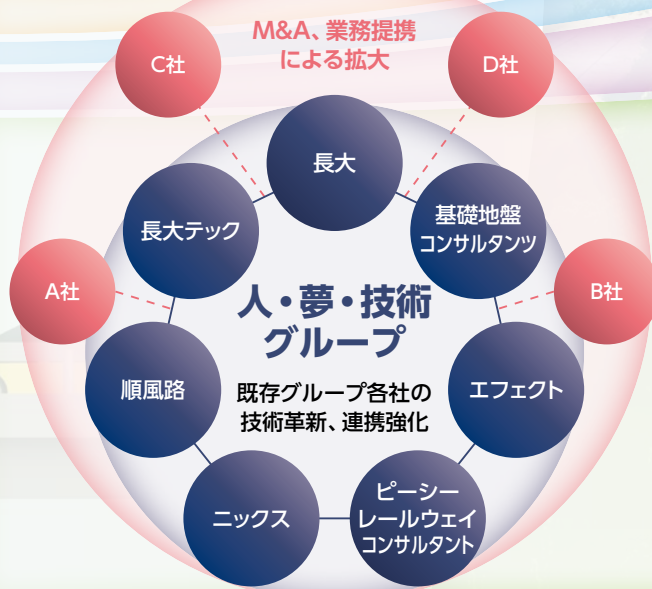 M&A、業務提携
による拡大
C社
D社
長大
長大テック
基礎地盤
コンサルタンツ
A社
B社
人・夢・技術
グループ
既存グループ各社の
技術革新、連携強化
順風路
エフェクト
ニックス
ピーシー
レールウェイ
コンサルタント